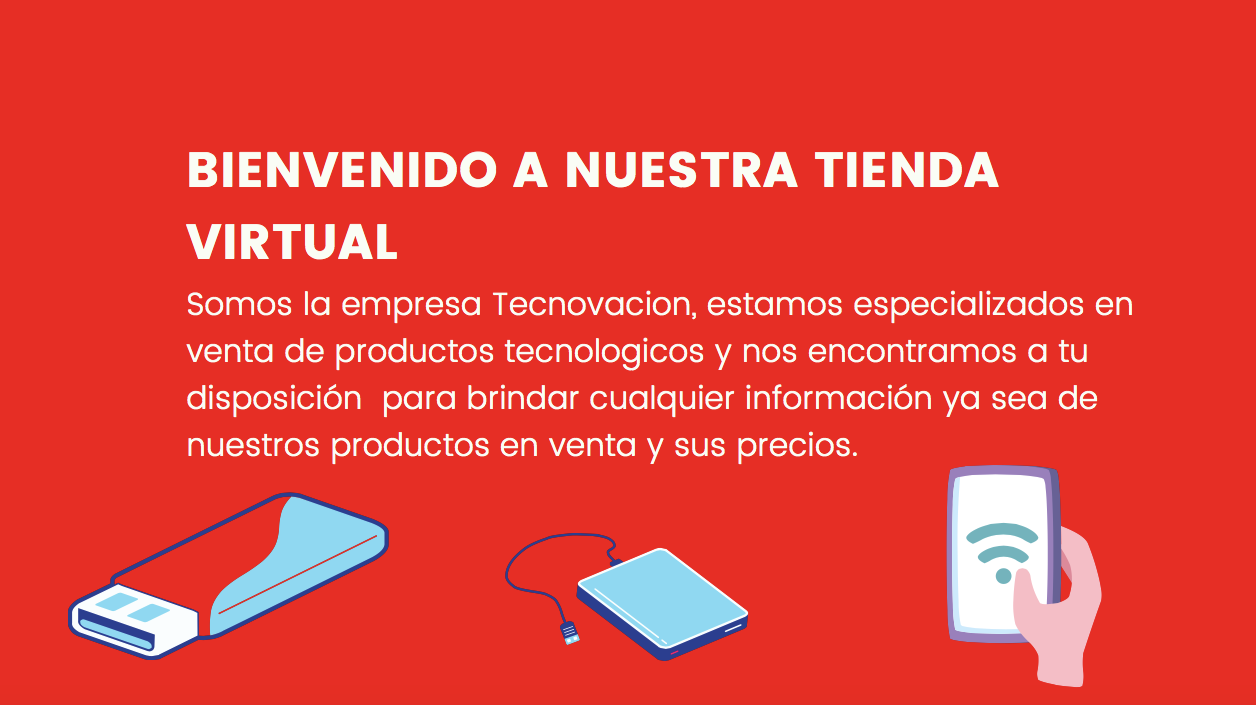 BIENVENIDO A NUESTRA TIENDA
VIRTUAL
Somos la empresa Tecnovacion, estamos especializados en
venta de productos tecnologicos y nos encontramos a tu
disposición  para brindar cualquier información ya sea de
nuestros productos en venta y sus precios.